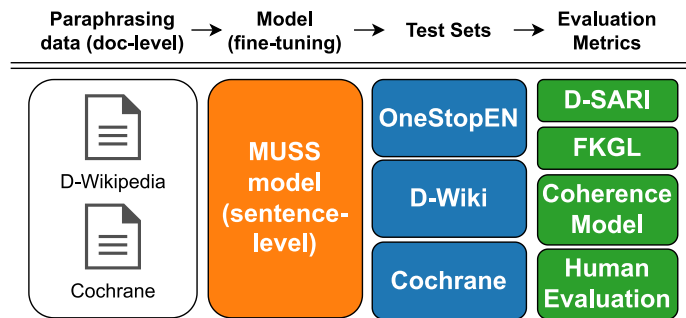 Paraphrasing
data (doc-level)
Model
(fine-tuning)
Test Sets
Evaluation
Metrics
D-Wikipedia
Cochrane
MUSS
model
(sentence-
level)
OneStopEN
D-Wiki
Cochrane
D-SARI
FKGL
Coherence
Model
Human
Evaluation